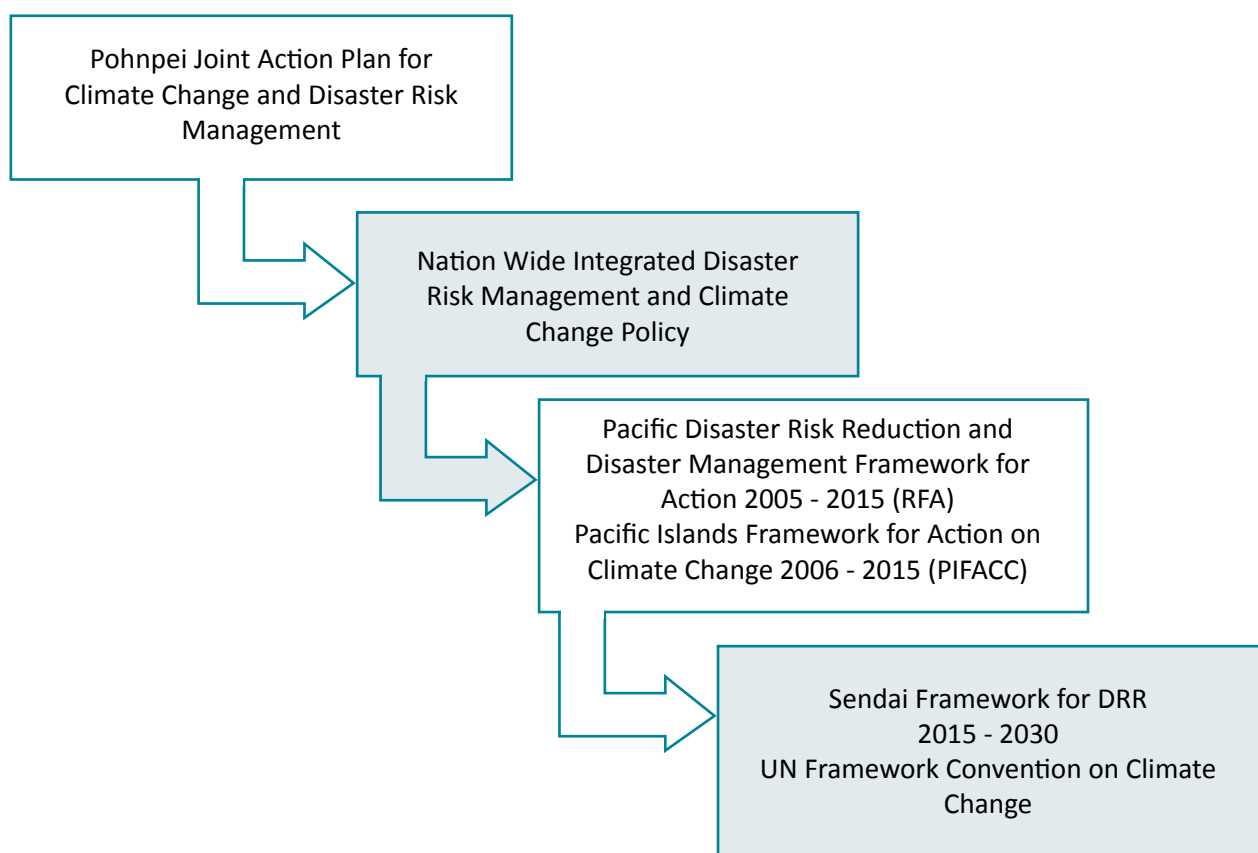 Pohnpei Joint Action Plan for
Climate Change and Disaster Risk
Management
Nation Wide Integrated Disaster
Risk Management and Climate
Change Policy
Pacific Disaster Risk Reduction and
Disaster Management Framework for
Action 2005 - 2015 (RFA)
Pacific Islands Framework for Action on
Climate Change 2006 - 2015 (PIFACC)
Sendai Framework for DRR
2015 - 2030
UN Framework Convention on Climate
Change